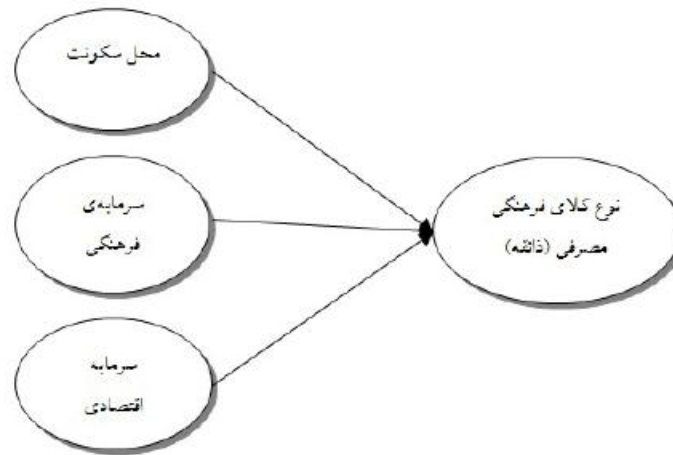 محل سکونت
سرمایه‌ی
فرهنگی
سرمایه
اقتصادی
نوع کالای فرهنگی
مصرفی (ذائقه)